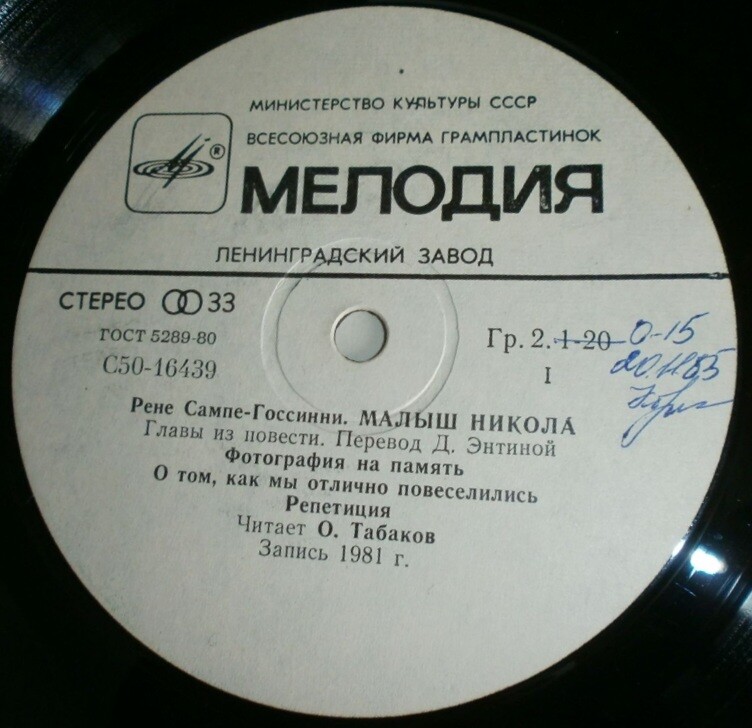 МИНИСТЕРСТВО КУЛЬТУРЫ СССР
ВСЕСОЮЗНАЯ ФИРМА ГРАМПЛАСТИНОК
®
МЕЛОДИЯ
ЛЕНИНГРАДСКИЙ ЗАВОД
СТЕРЕО 33
ГОСТ 5289-80
С50-16439
Гр. 2. 1-20 0-15
I
Рене Сампе-Госсинни. МАЛЫШ НИКОЛА
Главы из повести. Перевод Д. Энтиной
Фотография на память
О том, как мы отлично повеселились
Репетиция
Читает О. Табаков
Запись 1981 г.